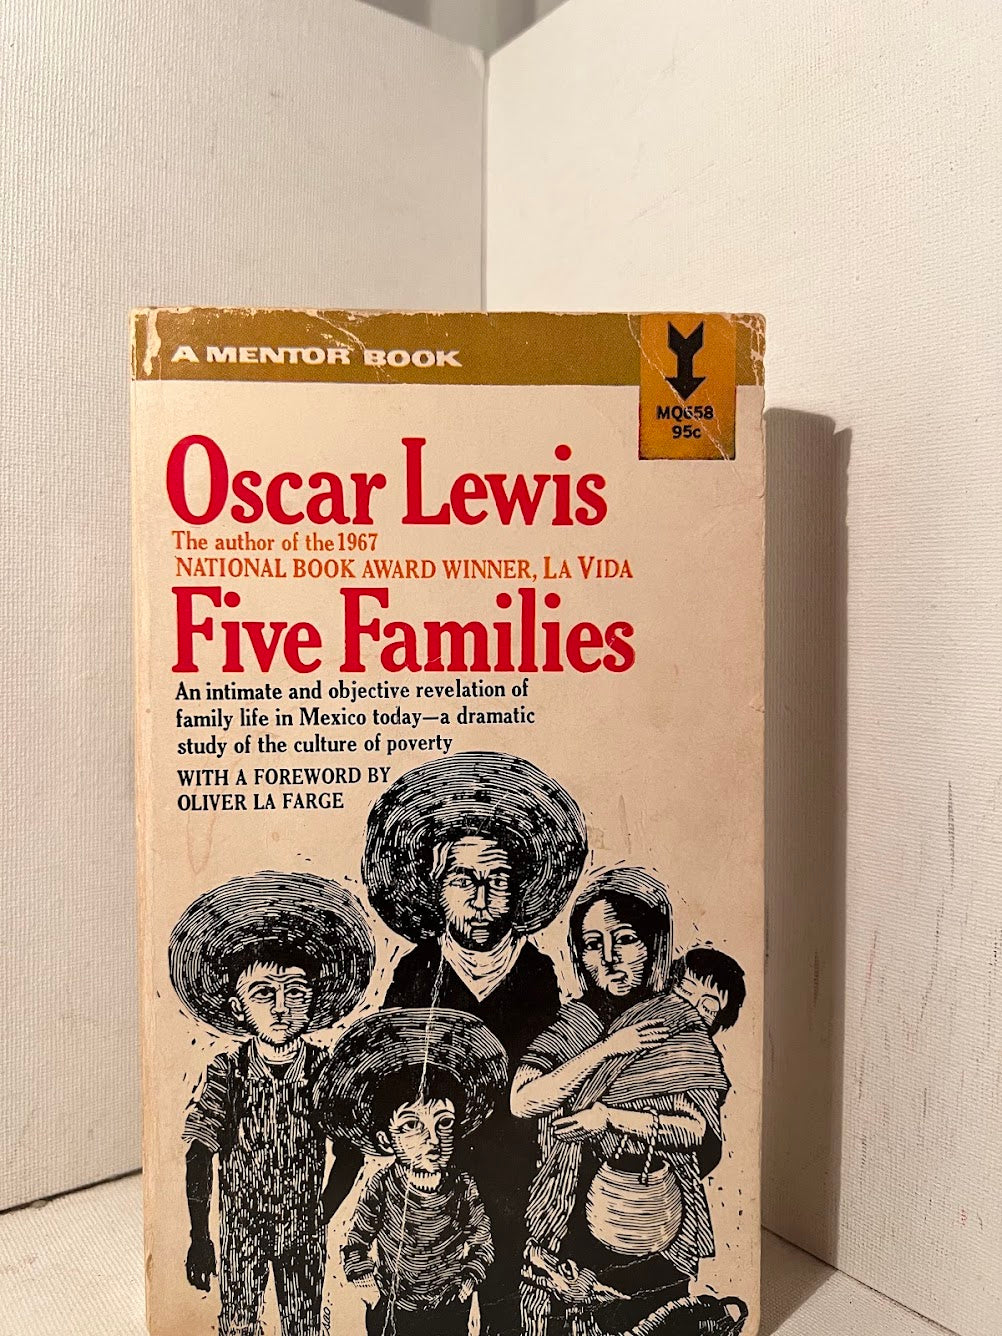 A MENTOR BOOK
MQ658
95c
Oscar Lewis
The author of the 1967
NATIONAL BOOK AWARD WINNER, LA VIDA
Five Families
An intimate and objective revelation of
family life in Mexico today—a dramatic
study of the culture of poverty
WITH A FOREWORD BY
OLIVER LA FARGE